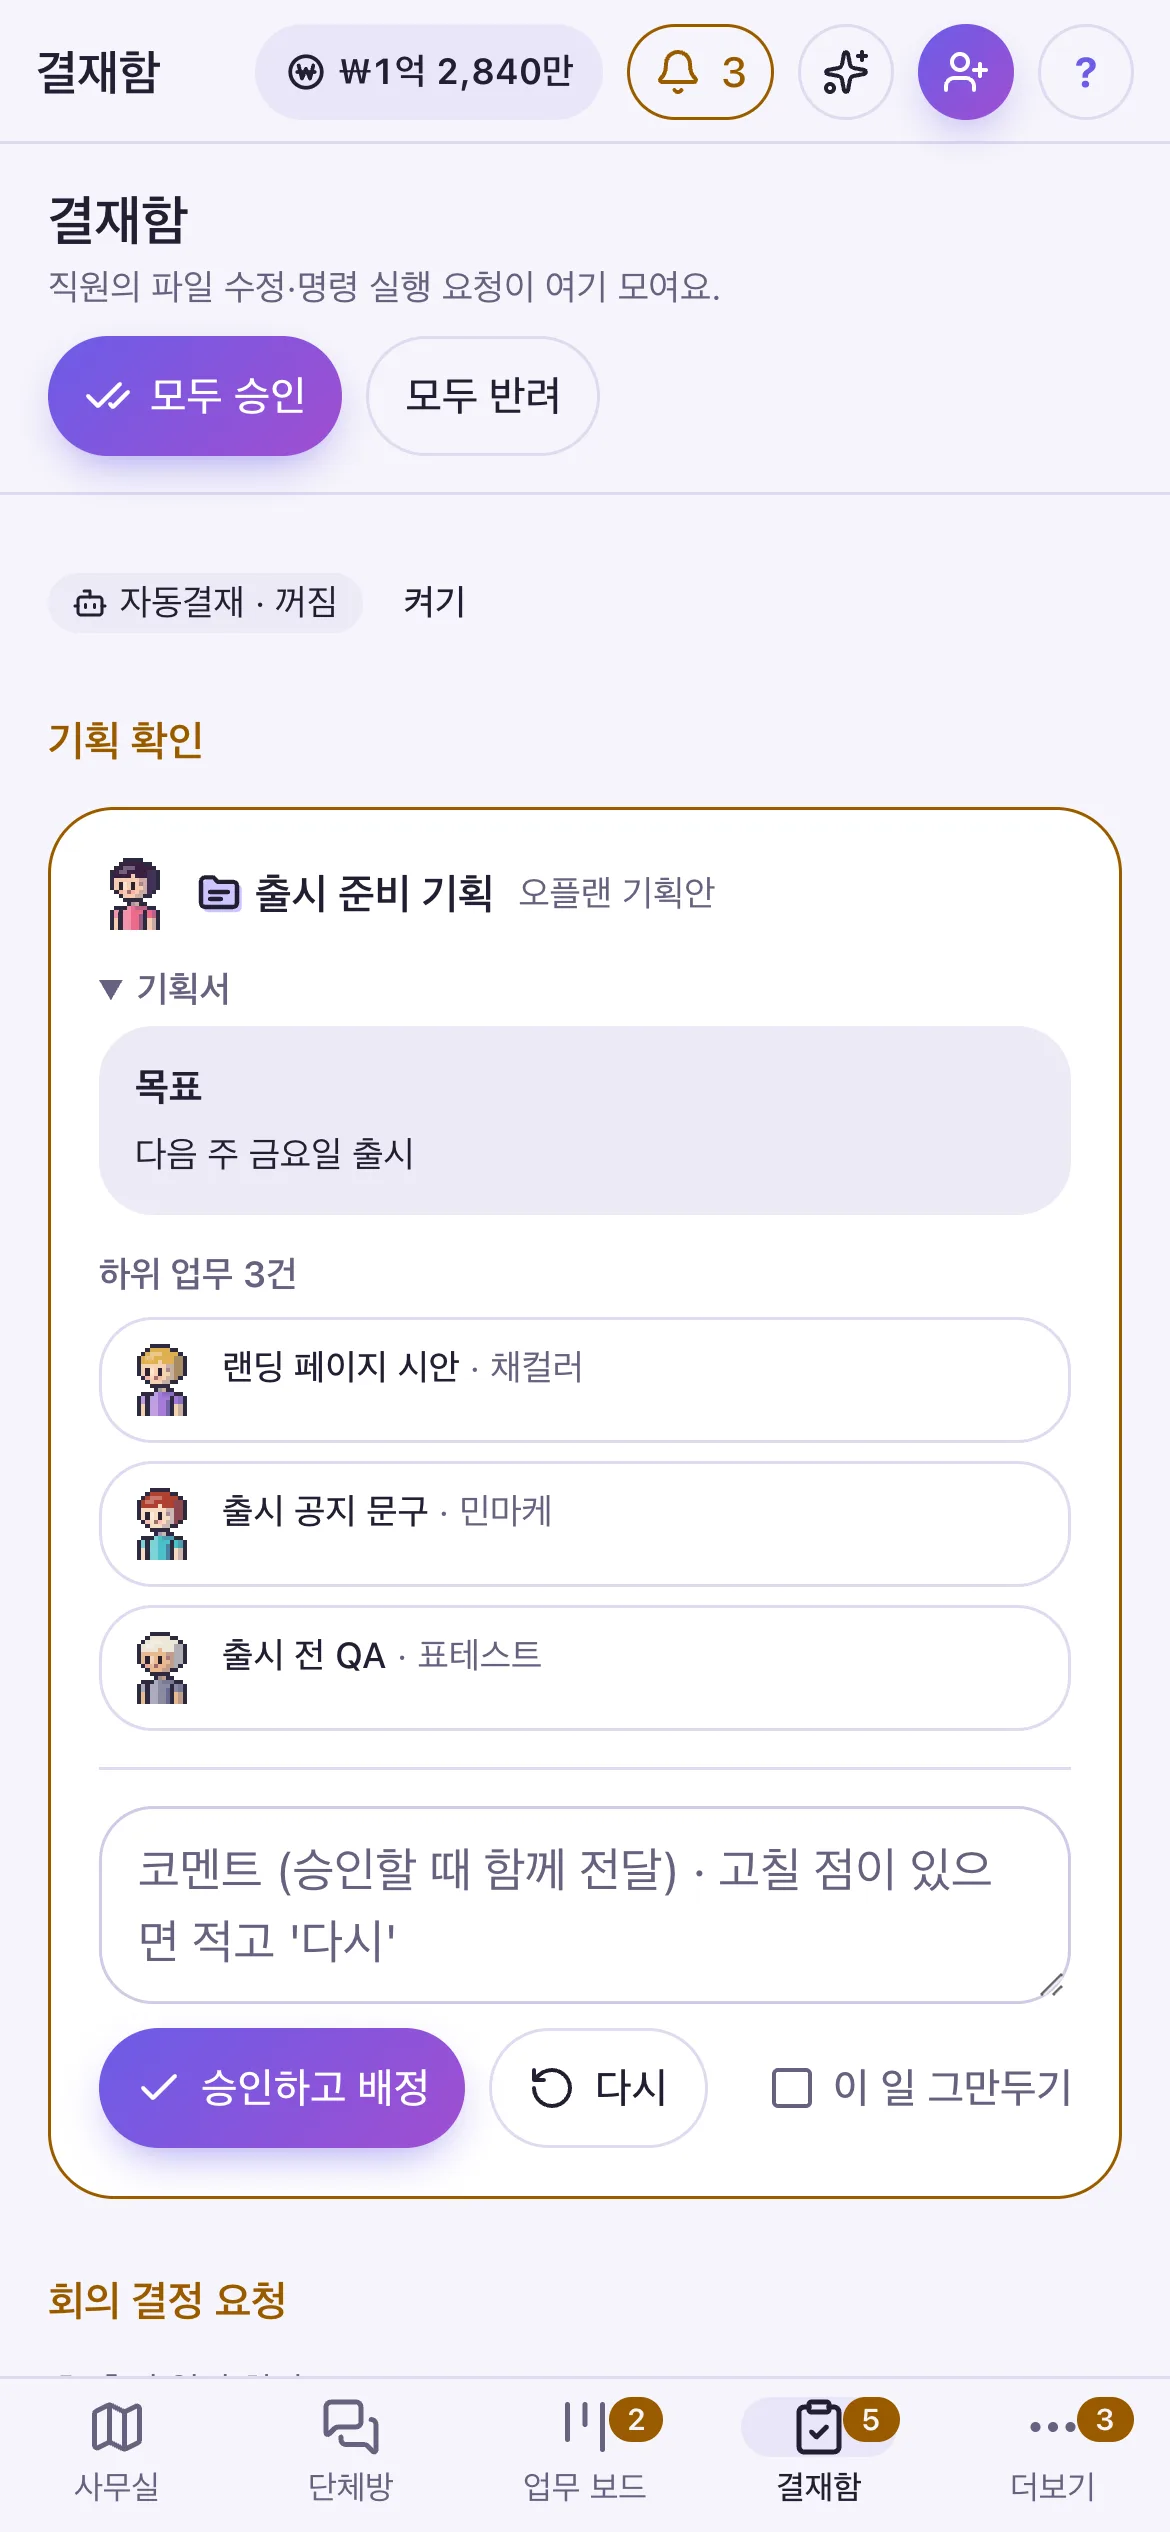 결재함
₩1억 2,840만
3
?
결재함
직원의 파일 수정·명령 실행 요청이 여기 모여요.
모두 승인
모두 반려
자동결재 · 꺼짐
켜기
기획 확인
출시 준비 기획 오플랜 기획안
▼ 기획서
목표
다음 주 금요일 출시
하위 업무 3건
랜딩 페이지 시안 · 채컬러
출시 공지 문구 · 민마케
출시 전 QA · 표테스트
코멘트 (승인할 때 함께 전달) · 고칠 점이 있으
면 적고 '다시'
승인하고 배정
다시
이 일 그만두기
회의 결정 요청
사무실
단체방
2
업무 보드
5
결재함
3
더보기